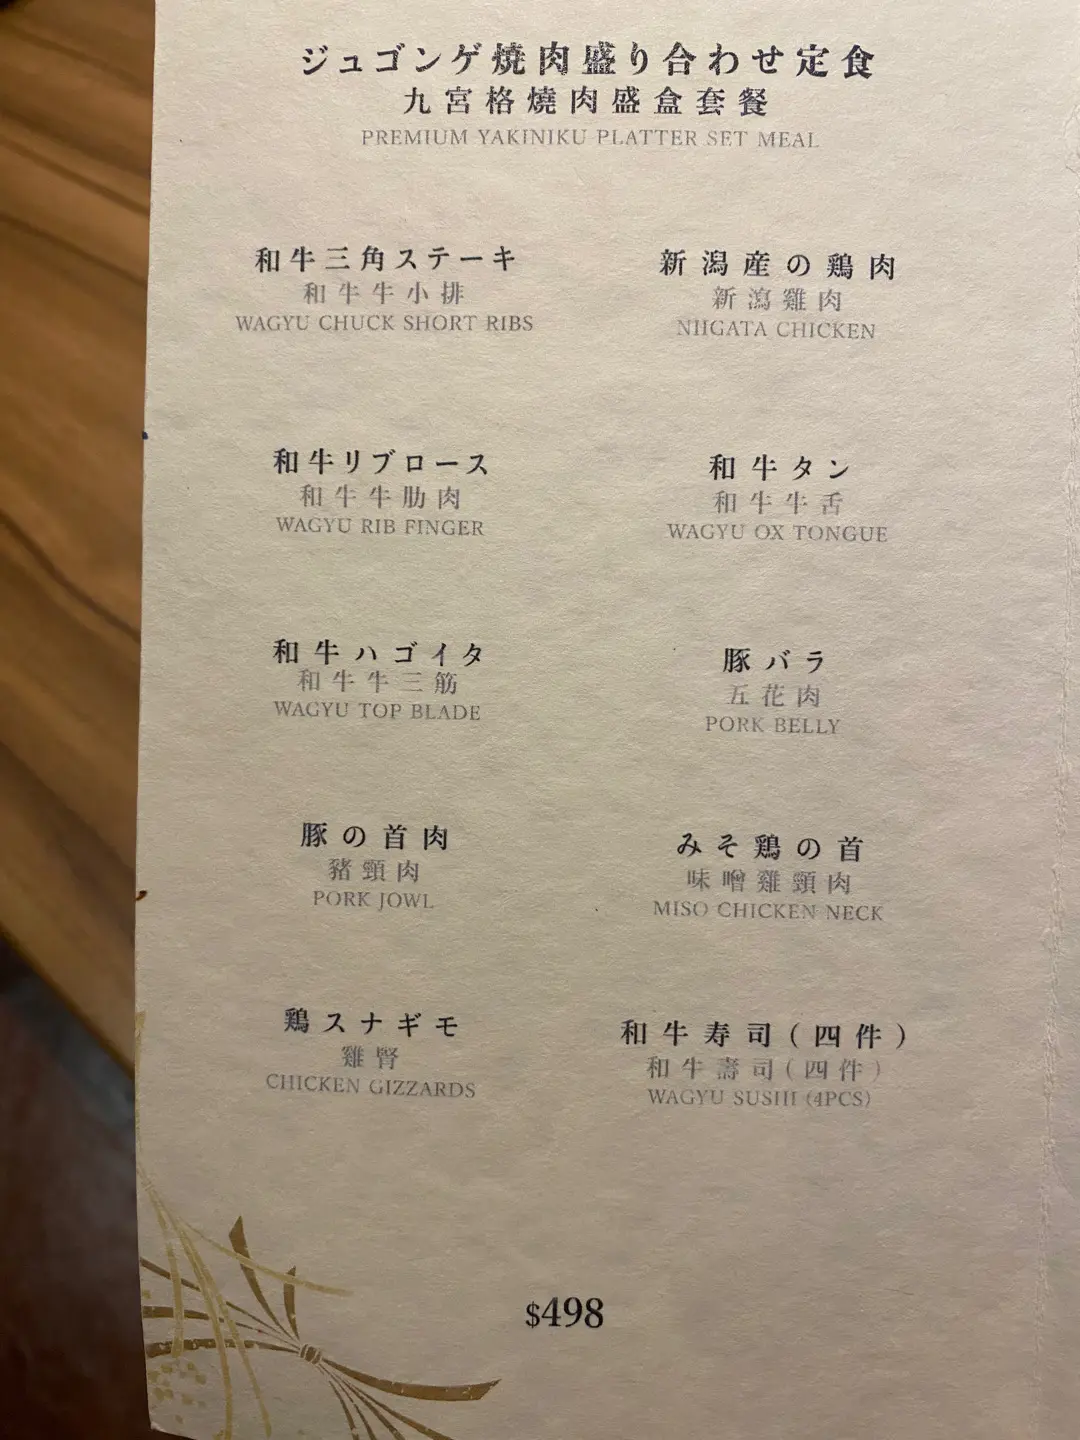 ジュゴンゲ焼肉盛り合わせ定食
九宮格燒肉盛盒套餐
PREMIUM YAKINIKU PLATTER SET MEAL
和牛三角ステーキ
和牛牛小排
WAGYU CHUCK SHORT RIBS
新潟産の鶏肉
新瀉雞肉
NIIGATA CHICKEN
和牛リブロース
和牛牛肋肉
WAGYU RIB FINGER
和牛タン
和牛牛舌
WAGYU OX TONGUE
和牛ハゴイタ
和牛牛三筋
WAGYU TOP BLADE
豚バラ
五花肉
PORK BELLY
豚の首肉
豬頸肉
PORK JOWL
みそ鶏の首
味噌雞頸肉
MISO CHICKEN NECK
鶏スナギモ
雞腎
CHICKEN GIZZARDS
和牛寿司(四件)
和牛壽司(四件)
WAGYU SUSHI (4PCS)
$498